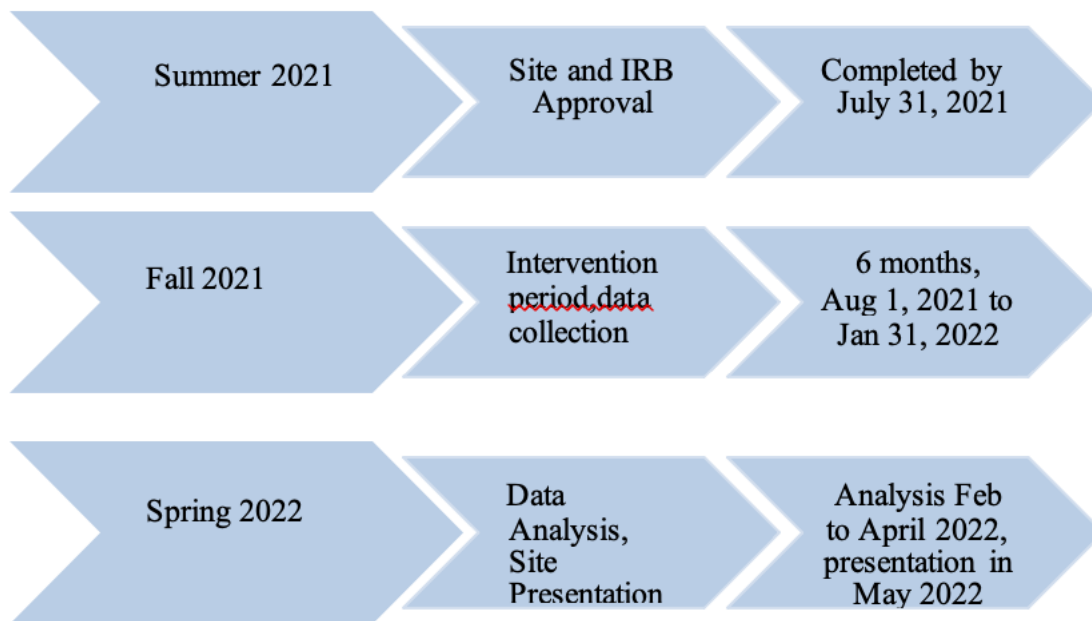 Summer 2021
Site and IRB
Approval
Completed by
July 31, 2021
Fall 2021
Intervention
period,data
collection
6 months,
Aug 1, 2021 to
Jan 31, 2022
Spring 2022
Data
Analysis,
Site
Presentation
Analysis Feb
to April 2022,
presentation in
May 2022